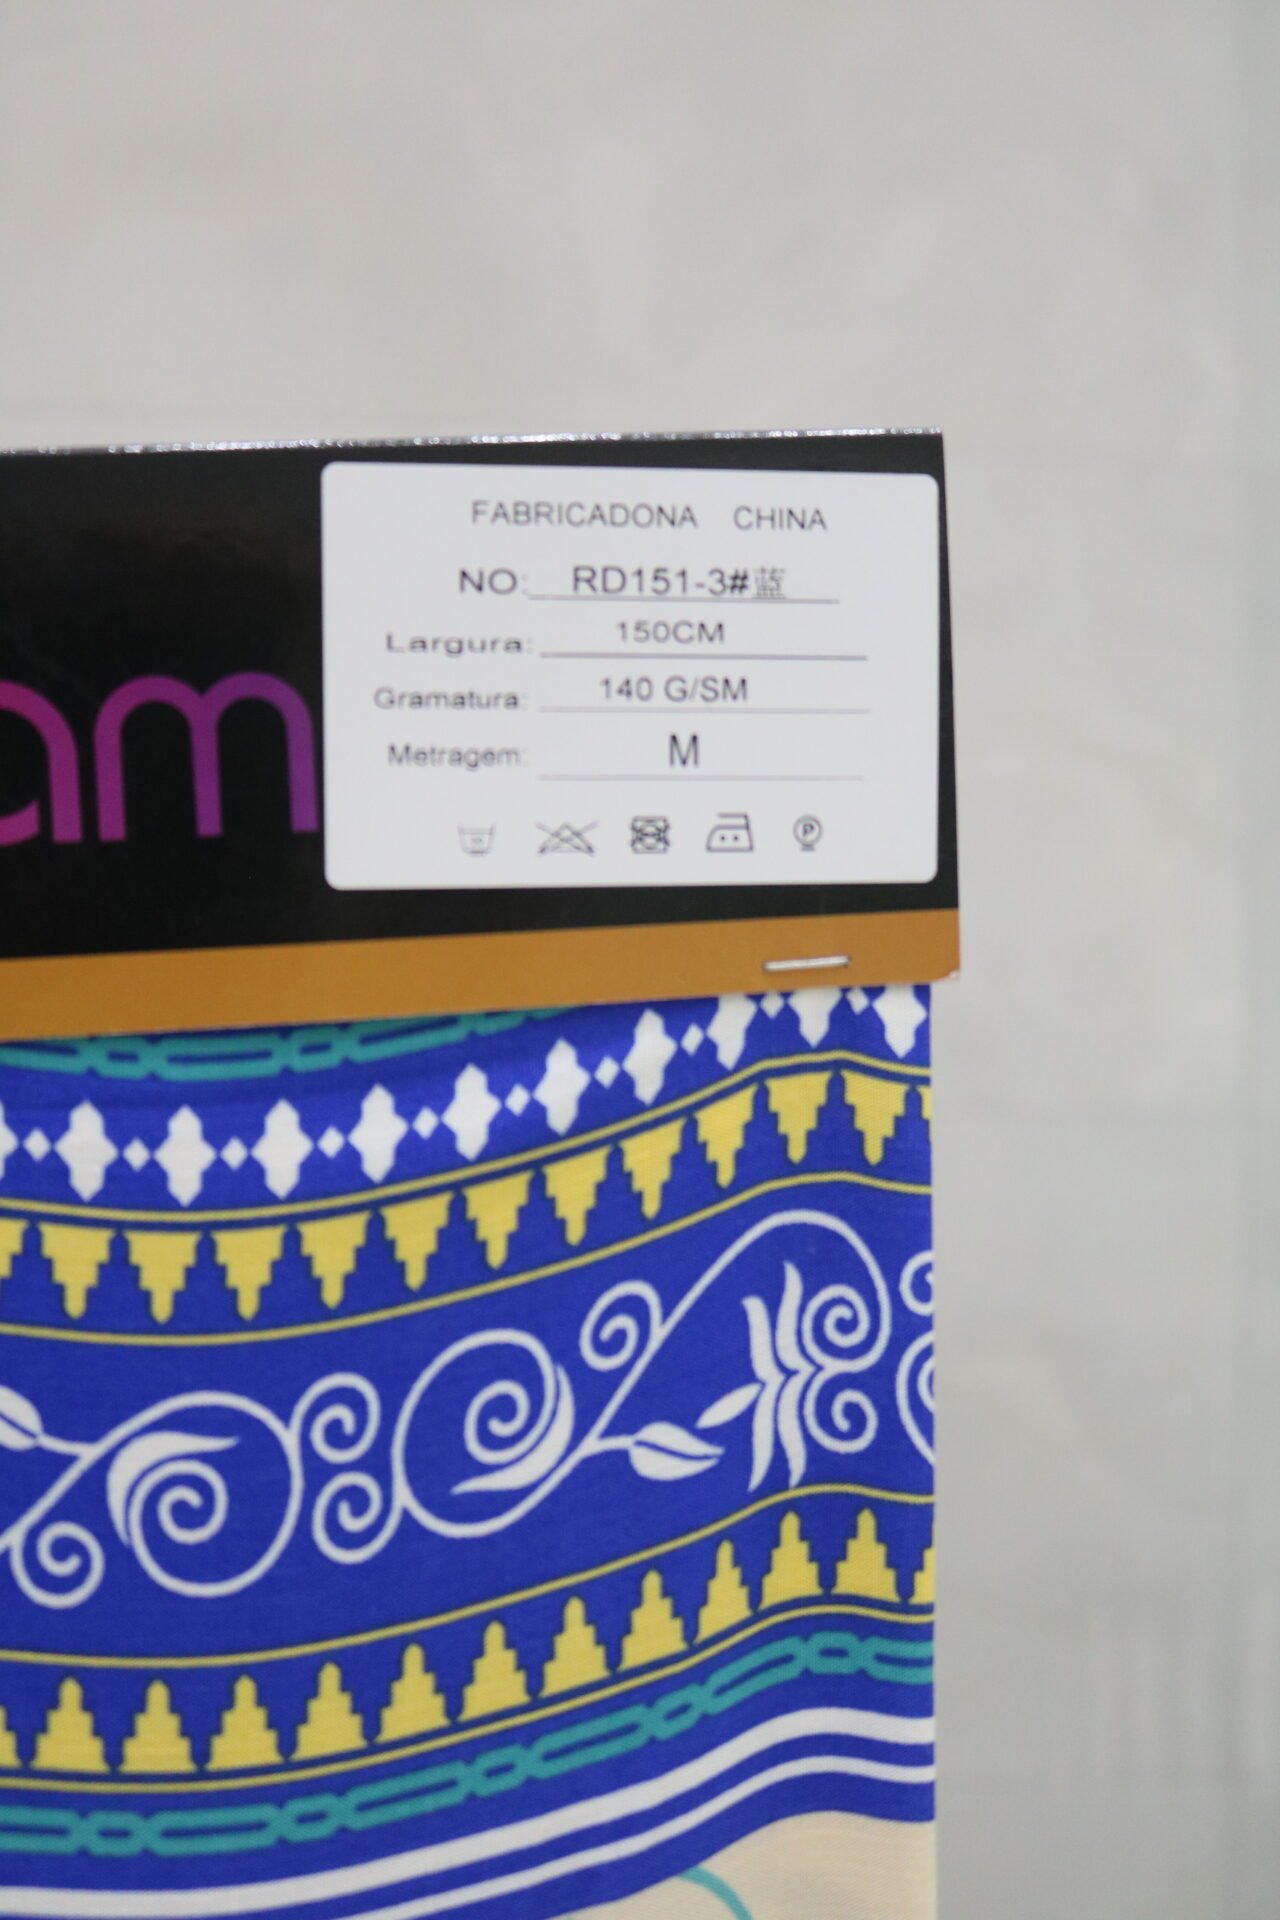 FABRICADONA CHINA
NO: RD151-3#蓝
Largura: 150CM
Gramatura: 140 G/SM
Metragem: M
P
am